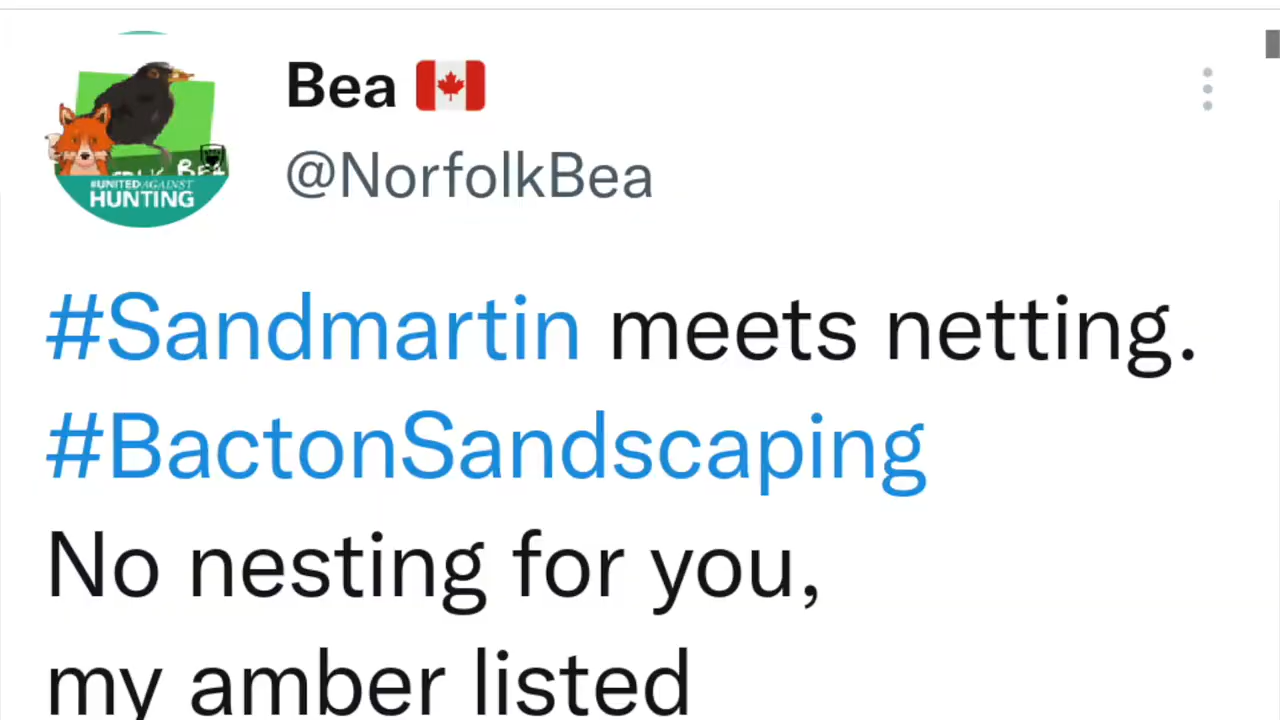 Bea 🇨🇦
@NorfolkBea
#UNITEDAGAINST
HUNTING
#Sandmartin meets netting.
#BactonSandscaping
No nesting for you,
my amber listed